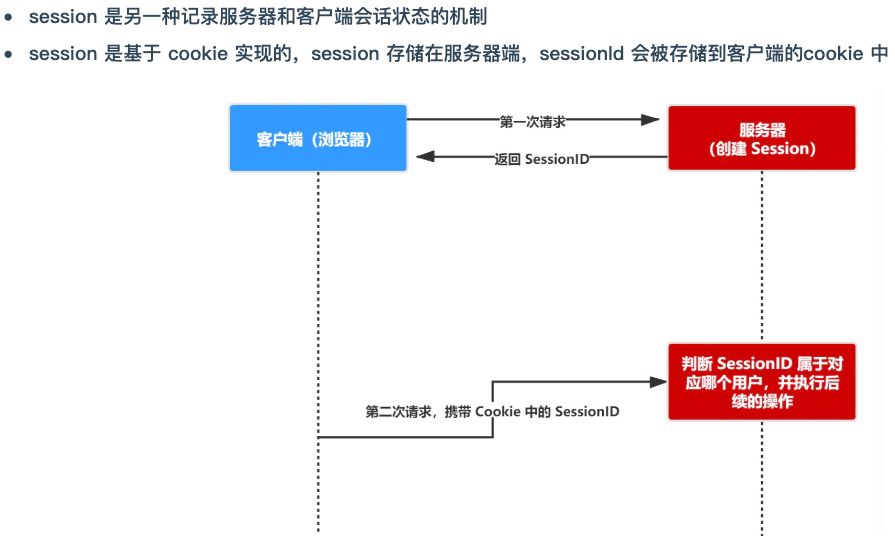 session 是另一种记录服务器和客户端会话状态的机制
session 是基于 cookie 实现的，session 存储在服务器端，sessionId 会被存储到客户端的cookie 中
客户端（浏览器）
第一次请求
服务器
（创建 Session）
返回 SessionID
判断 SessionID 属于对
应哪个用户，并执行后
续的操作
第二次请求，携带 Cookie 中的 SessionID